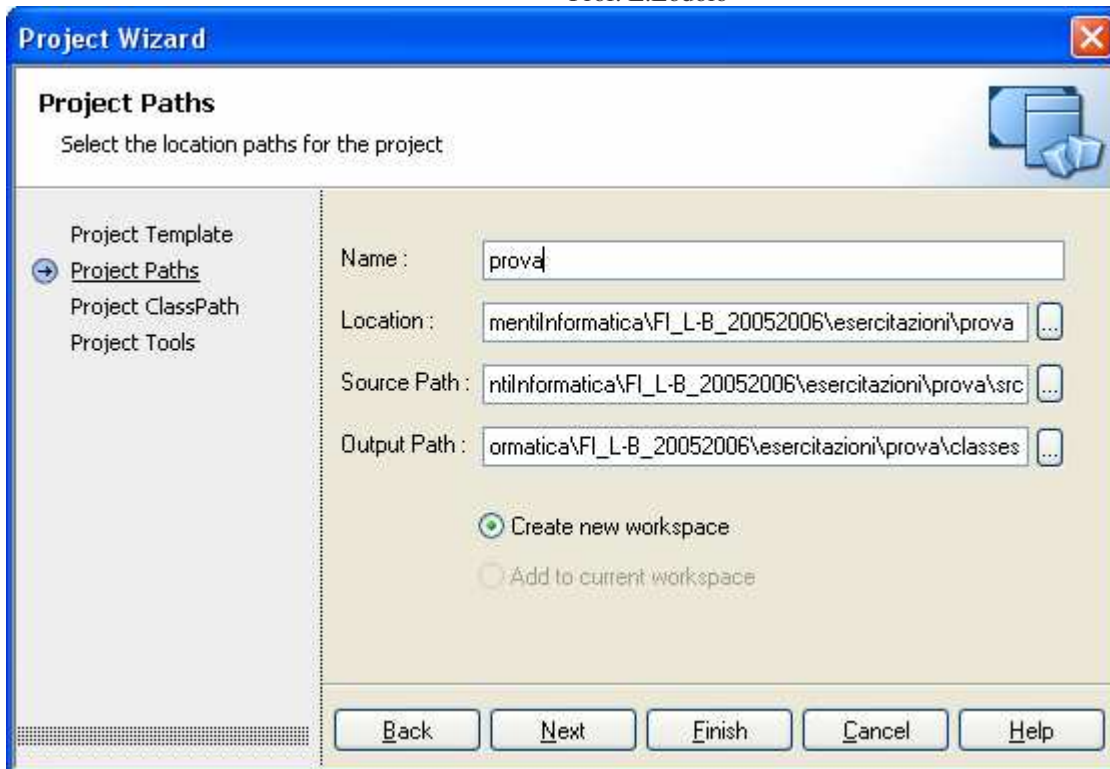 Project Wizard
Project Paths
Select the location paths for the project
Project Template
Project Paths
Project ClassPath
Project Tools
Name :
prova
Location :
mentiInformatica\FI_L-B_20052006\esercitazioni\prova
...
Source Path :
ntiInformatica\FI_L-B_20052006\esercitazioni\prova\src
...
Output Path :
ormatica\FI_L-B_20052006\esercitazioni\prova\classes
...
Create new workspace
Add to current workspace
Back
Next
Finish
Cancel
Help